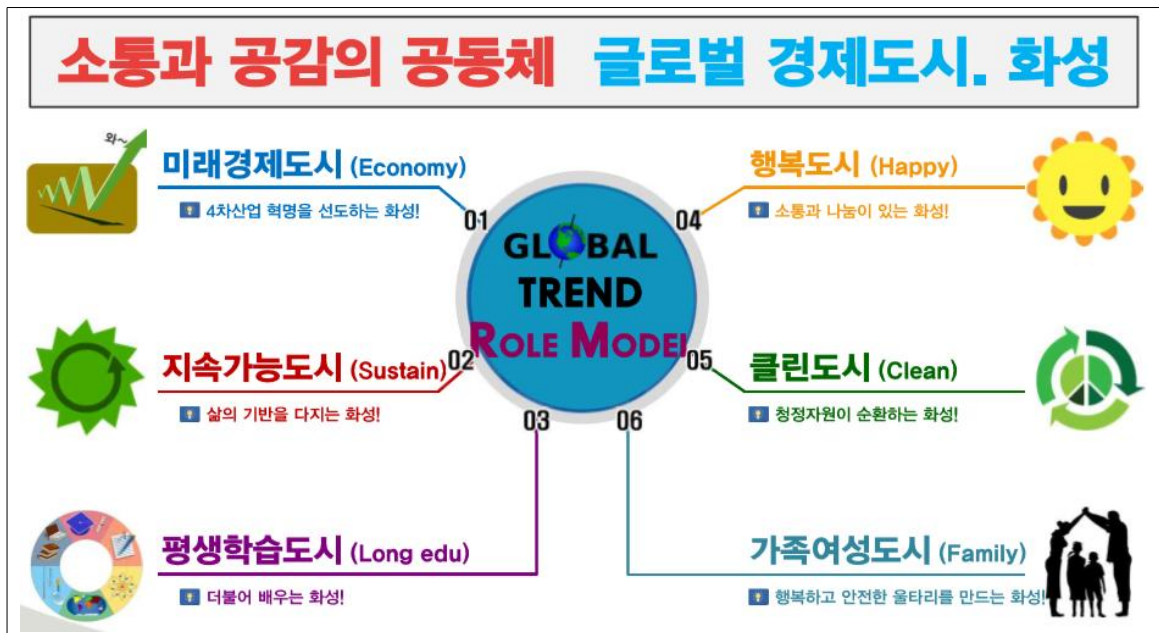 소통과 공감의 공동체 글로벌 경제도시. 화성
와~
미래경제도시 (Economy)
4차산업 혁명을 선도하는 화성!
01
지속가능도시 (Sustain)
02
삶의 기반을 다지는 화성!
03
평생학습도시 (Long edu)
더불어 배우는 화성!
GLOBAL
TREND
ROLE MODEL
행복도시 (Happy)
04
소통과 나눔이 있는 화성!
05
클린도시 (Clean)
청정자원이 순환하는 화성!
06
가족여성도시 (Family)
행복하고 안전한 울타리를 만드는 화성!